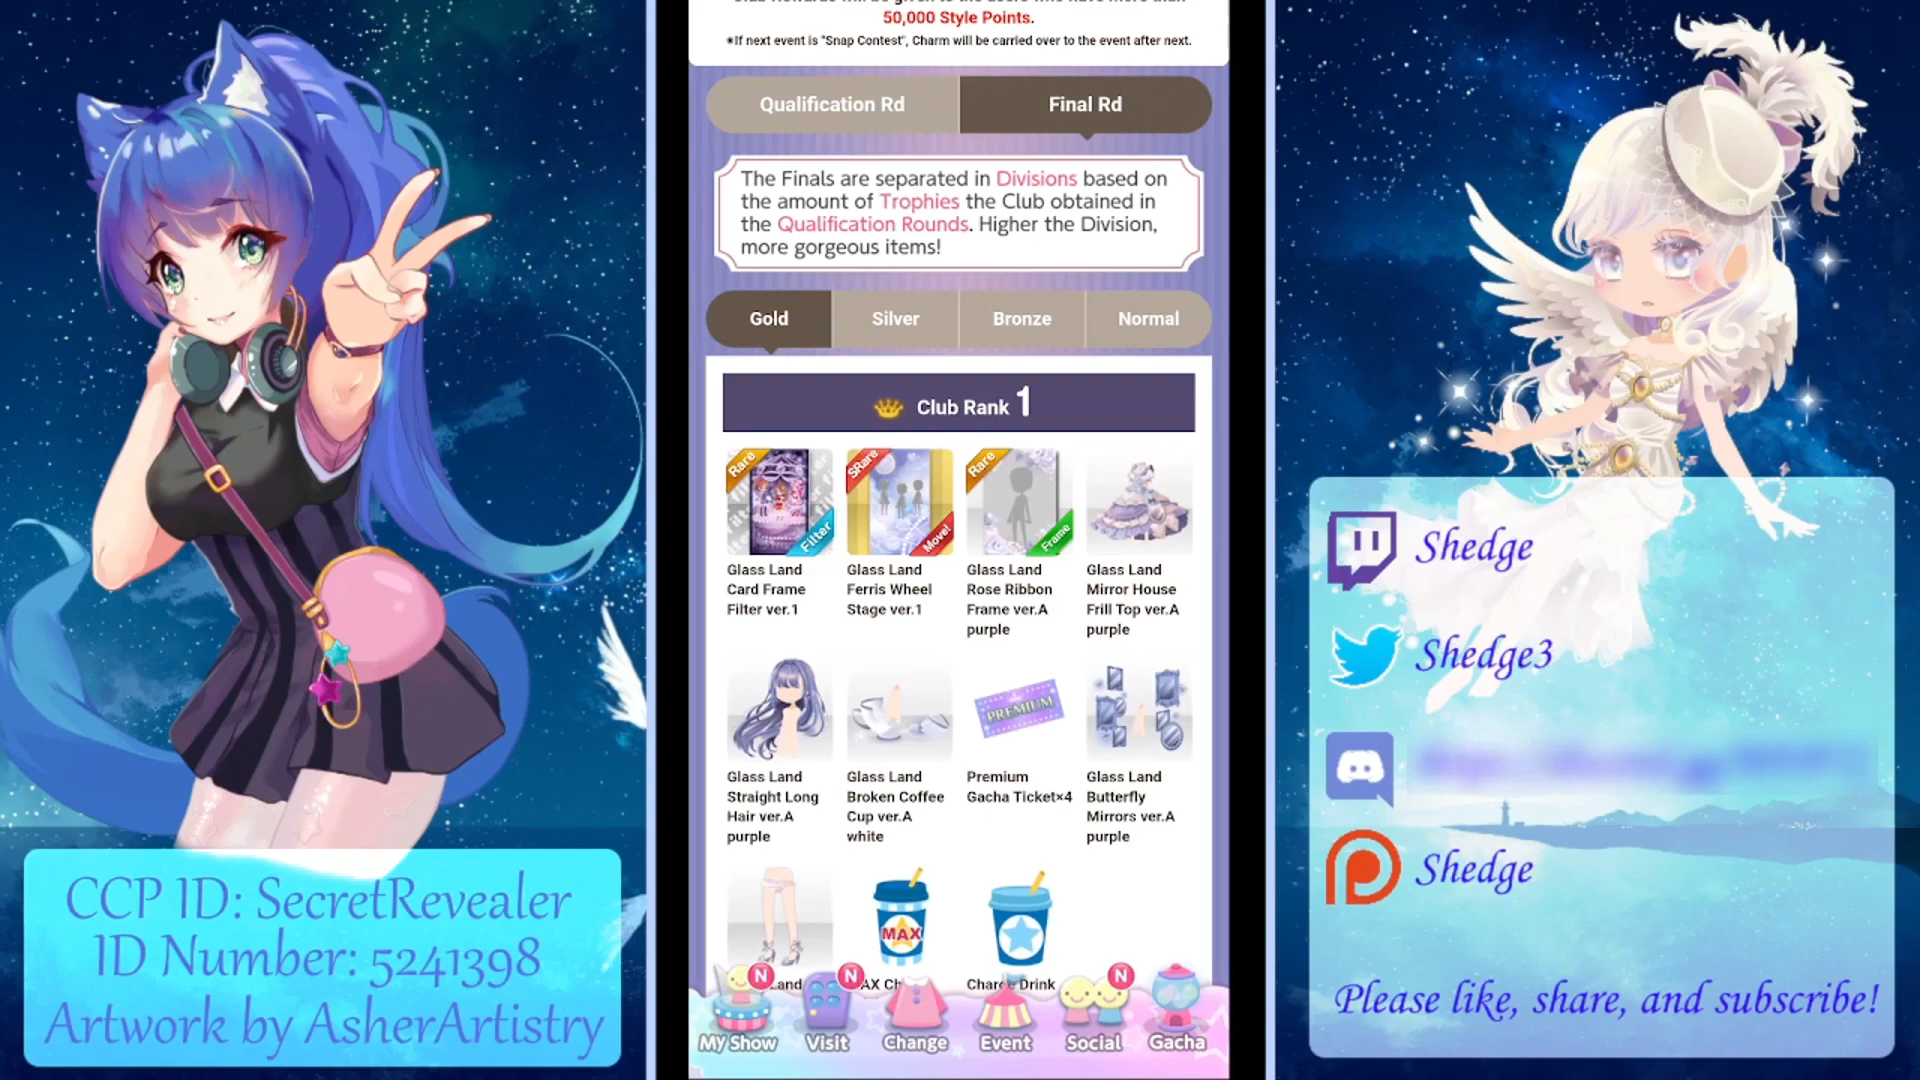 50,000 Style Points.
※If next event is "Snap Contest", Charm will be carried over to the event after next.
Qualification Rd
Final Rd
The Finals are separated in Divisions based on
the amount of Trophies the Club obtained in
the Qualification Rounds. Higher the Division,
more gorgeous items!
Gold
Silver
Bronze
Normal
Club Rank 1
Rare
Filter
SRare
Move!
Rare
Frame
Glass Land
Card Frame
Filter ver.1
Glass Land
Ferris Wheel
Stage ver.1
Glass Land
Rose Ribbon
Frame ver.A
purple
Glass Land
Mirror House
Frill Top ver.A
purple
PREMIUM
Glass Land
Straight Long
Hair ver.A
purple
Glass Land
Broken Coffee
Cup ver.A
white
Premium
Gacha Ticket×4
Glass Land
Butterfly
Mirrors ver.A
purple
MAX
Land
AX Ch
Charge Drink
N
N
N
My Show
Visit
Change
Event
Social
Gacha
CCP ID: SecretRevealer
ID Number: 5241398
Artwork by AsherArtistry
Shedge
Shedge3
Shedge
Please like, share, and subscribe!